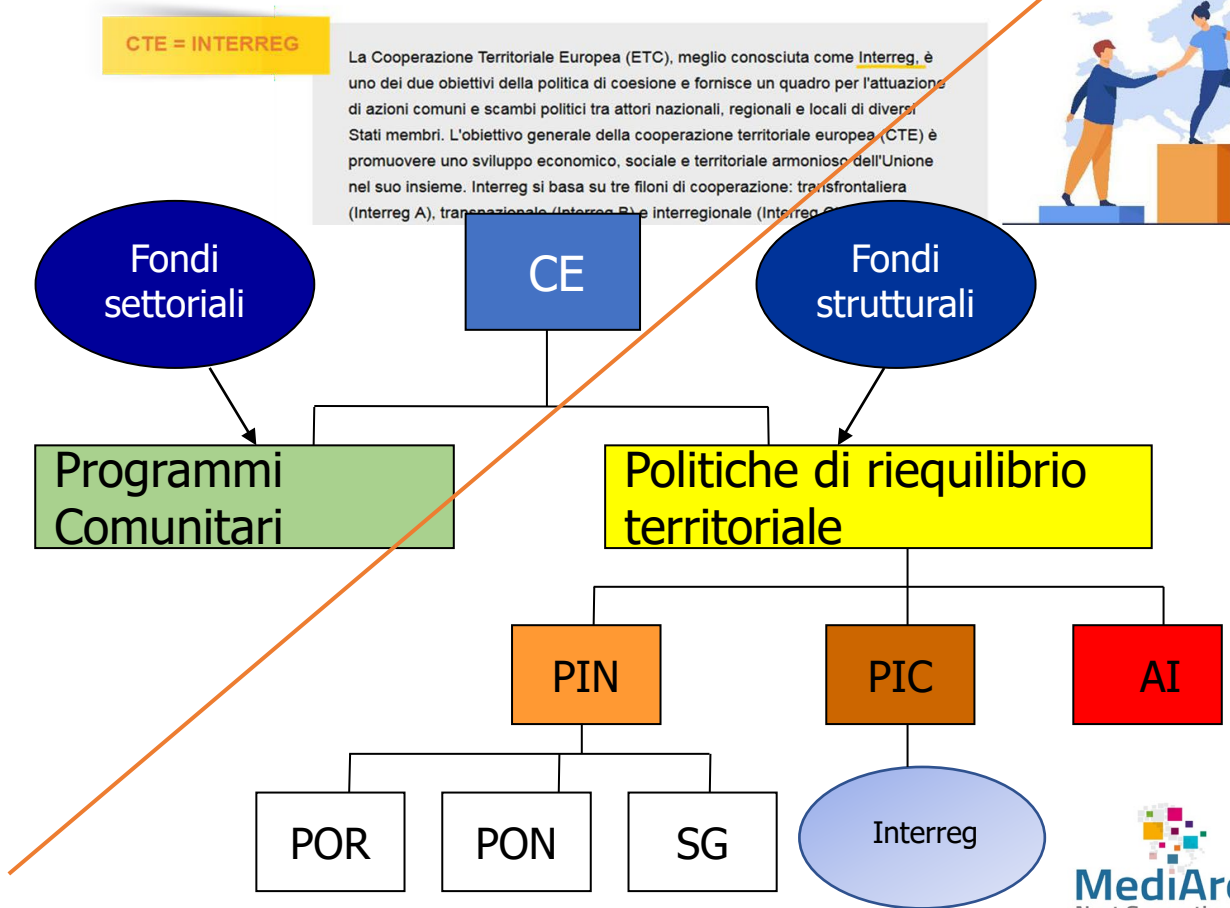 CTE = INTERREG
La Cooperazione Territoriale Europea (ETC), meglio conosciuta come Interreg, è
uno dei due obiettivi della politica di coesione e fornisce un quadro per l'attuazione
di azioni comuni e scambi politici tra attori nazionali, regionali e locali di diversi
Stati membri. L'obiettivo generale della cooperazione territoriale europea (CTE) è
promuovere uno sviluppo economico, sociale e territoriale armonioso dell'Unione
nel suo insieme. Interreg si basa su tre filoni di cooperazione: transfrontaliera
(Interreg A), transnazionale (Interreg B) e interregionale (Interreg
Fondi
settoriali
CE
Fondi
strutturali
Programmi
Comunitari
Politiche di riequilibrio
territoriale
PIN
PIC
AI
POR
PON
SG
Interreg